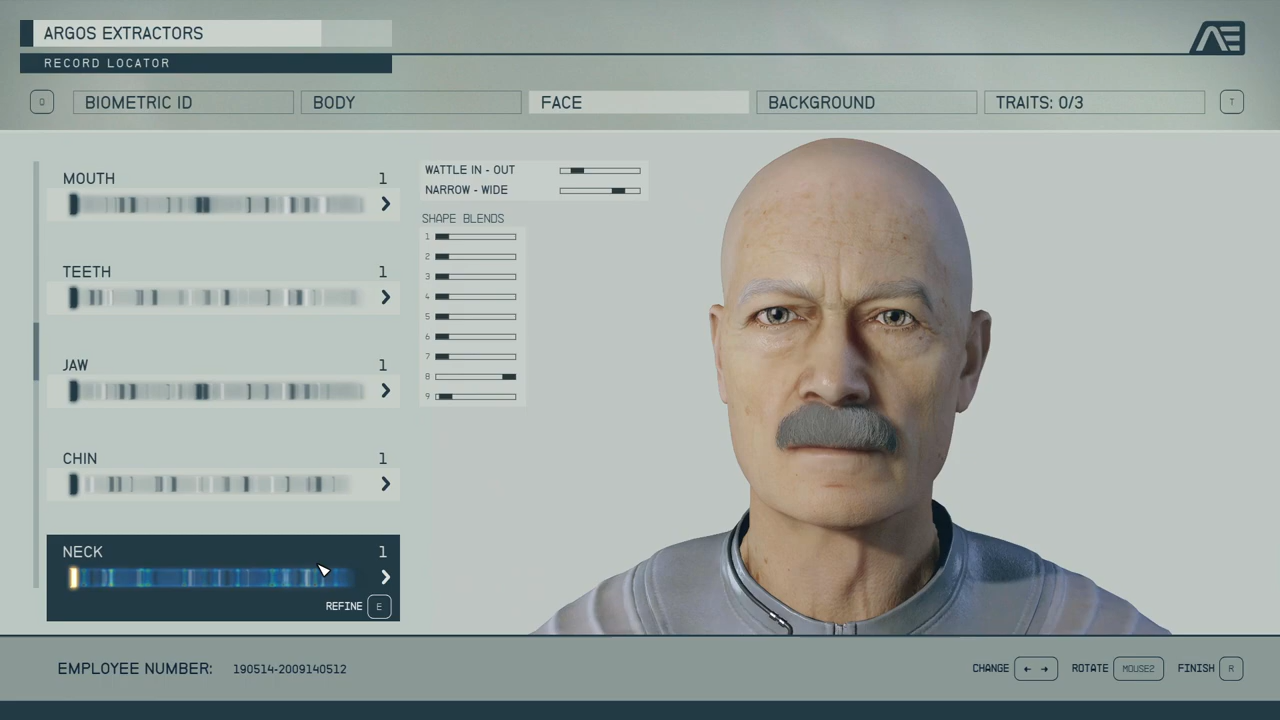 ARGOS EXTRACTORS
AE
RECORD LOCATOR
Q BIOMETRIC ID BODY FACE BACKGROUND TRAITS: 0/3 T
MOUTH 1
TEETH 1
JAW 1
CHIN 1
NECK 1
REFINE E
WATTLE IN - OUT
NARROW - WIDE
SHAPE BLENDS
1
2
3
4
5
6
7
8
9
EMPLOYEE NUMBER: 190514-2009140512
CHANGE ← → ROTATE MOUSE2 FINISH R